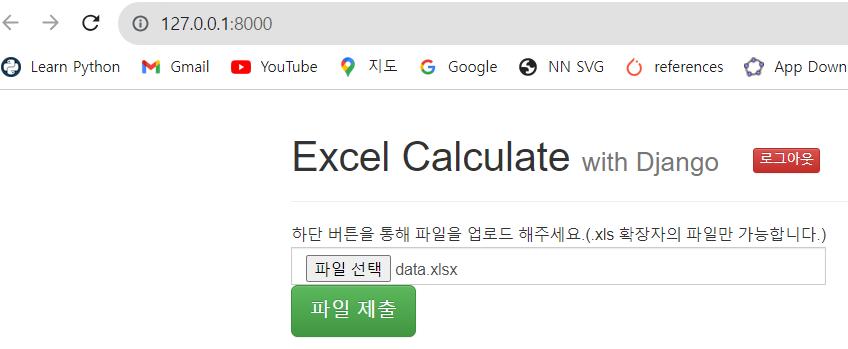 127.0.0.1:8000
Learn Python Gmail YouTube 지도 Google NN SVG references App Down
Excel Calculate with Django 로그아웃
하단 버튼을 통해 파일을 업로드 해주세요.(.xls 확장자의 파일만 가능합니다.)
파일 선택 data.xlsx
파일 제출